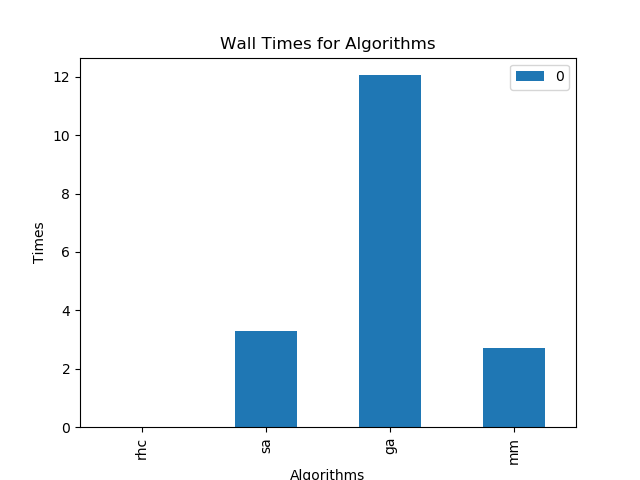 Wall Times for Algorithms
0
12
10
8
6
4
2
0
Times
rhc
sa
ga
mm
Algorithms